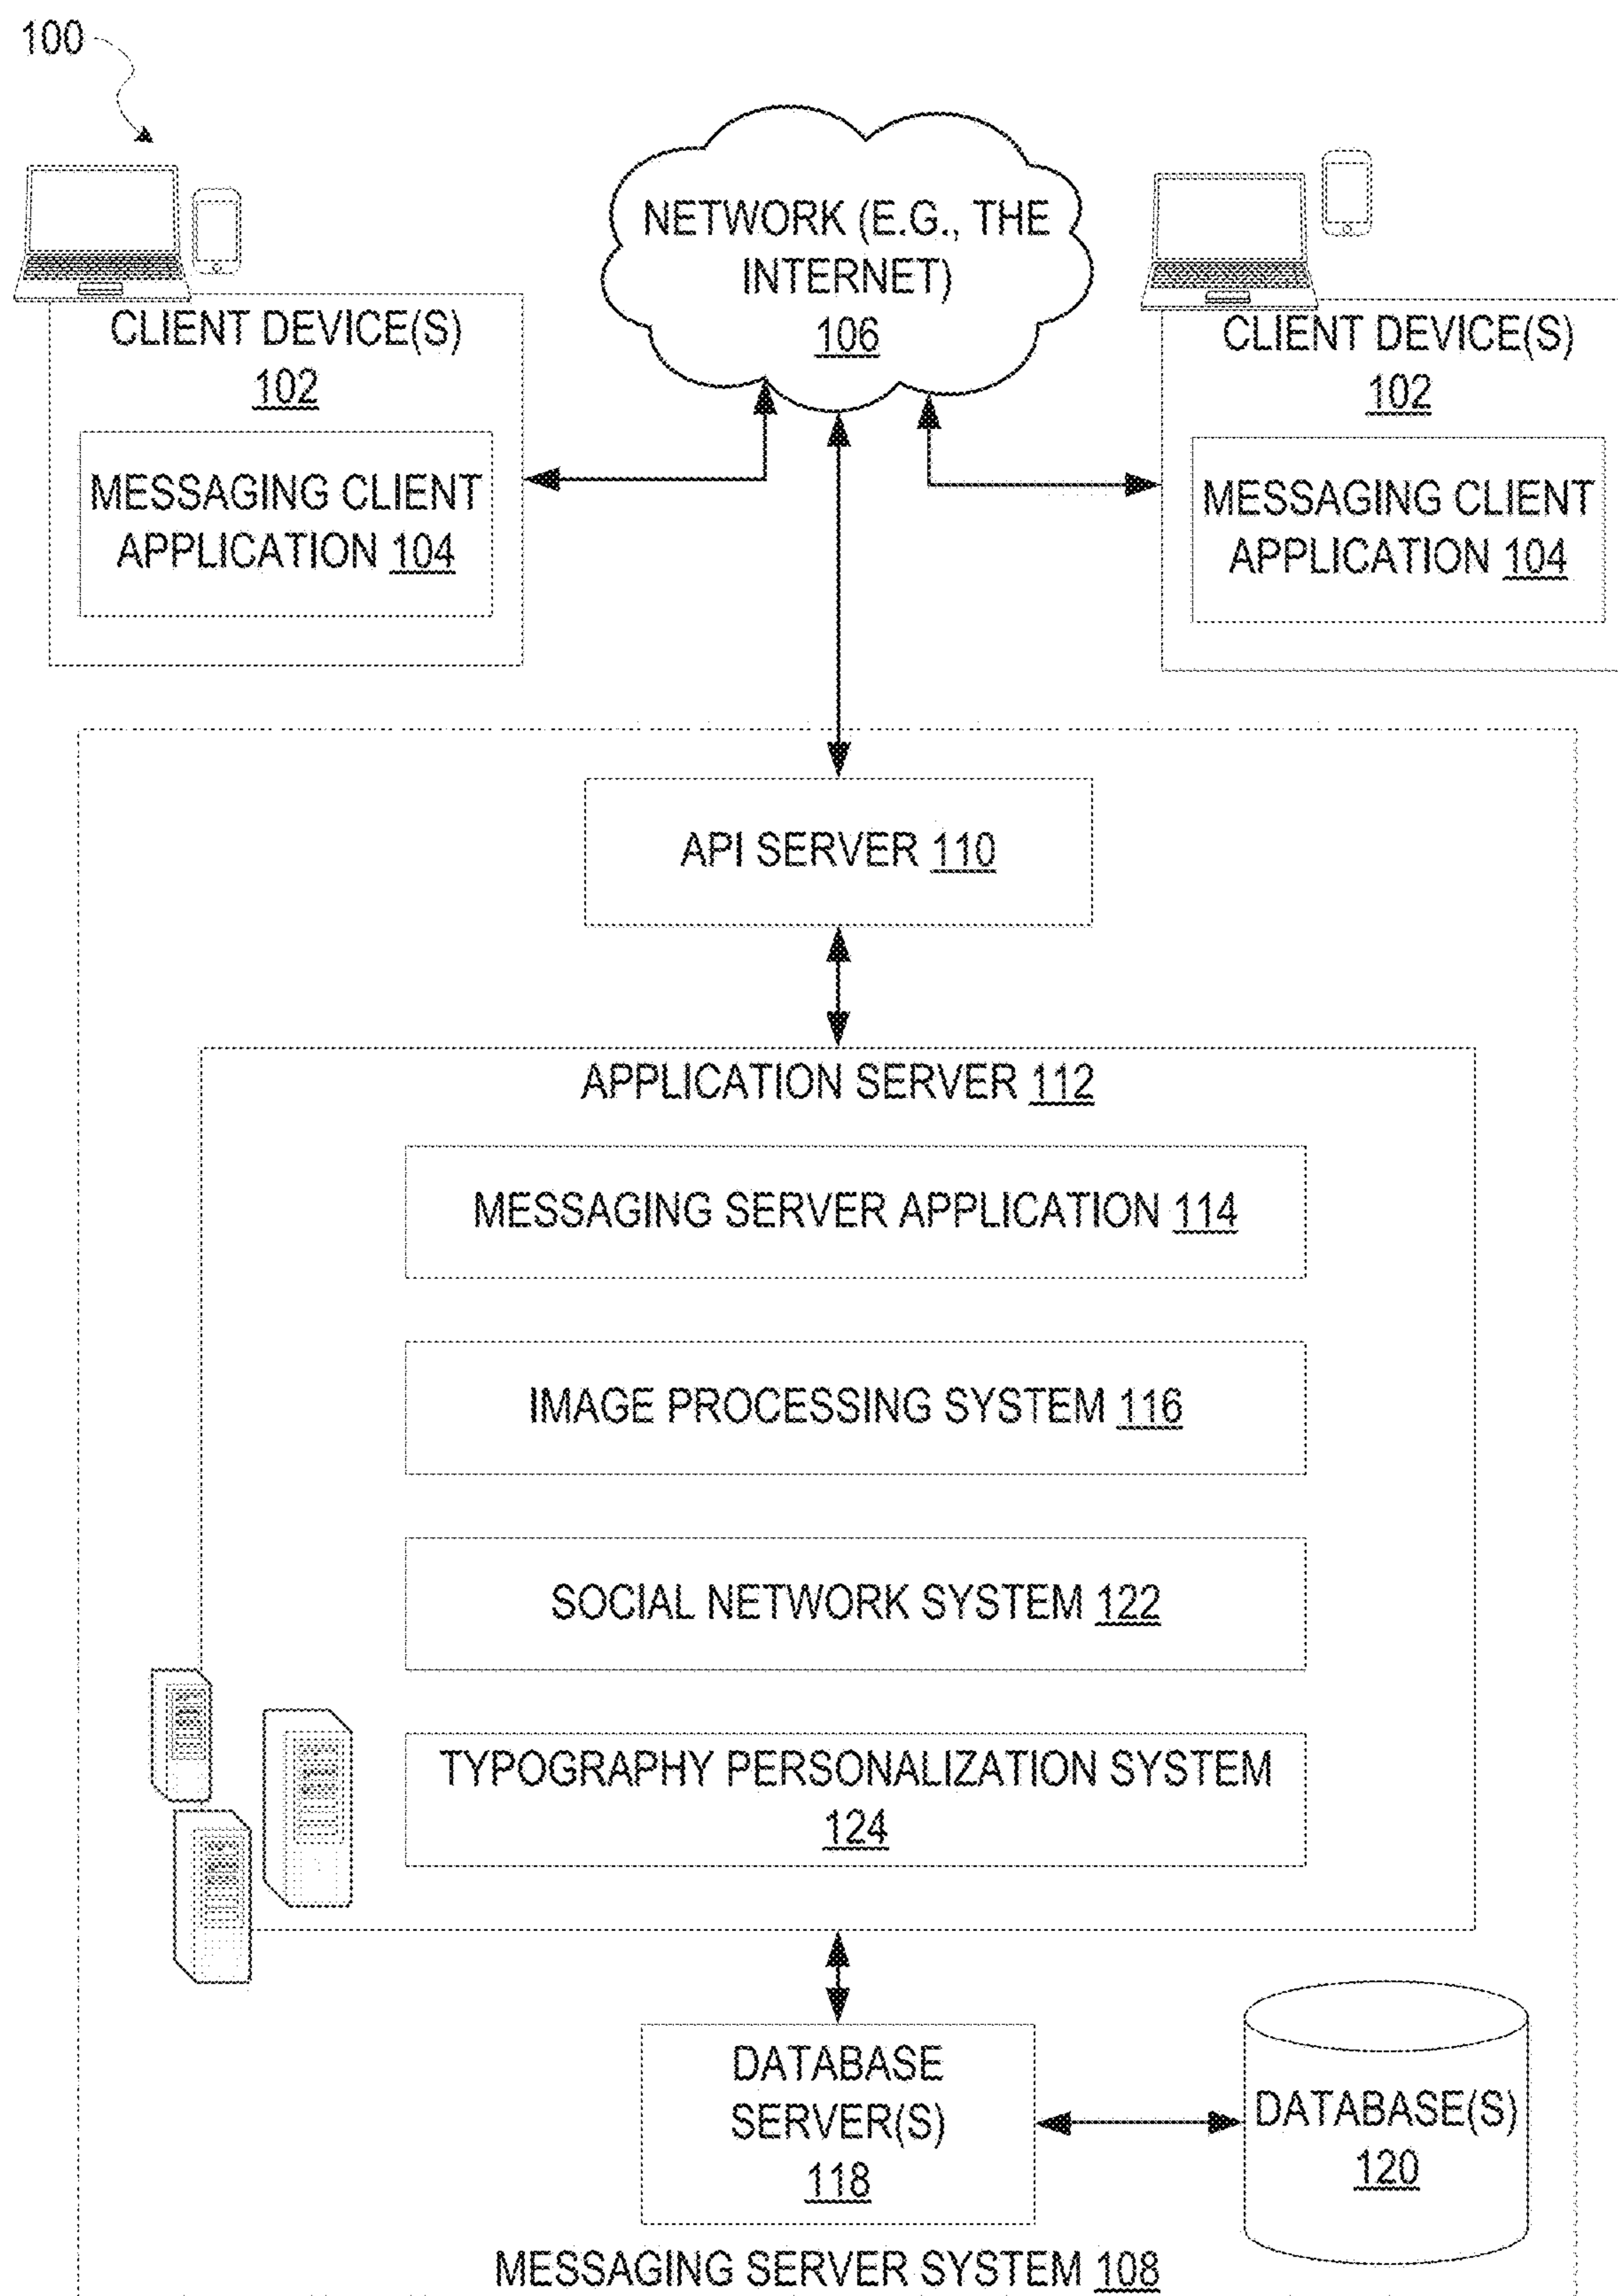 100
NETWORK (E.G., THE
INTERNET)
106
CLIENT DEVICE(S)
102
MESSAGING CLIENT
APPLICATION 104
CLIENT DEVICE(S)
102
MESSAGING CLIENT
APPLICATION 104
API SERVER 110
APPLICATION SERVER 112
MESSAGING SERVER APPLICATION 114
IMAGE PROCESSING SYSTEM 116
SOCIAL NETWORK SYSTEM 122
TYPOGRAPHY PERSONALIZATION SYSTEM
124
DATABASE
SERVER(S)
118
DATABASE(S)
120
MESSAGING SERVER SYSTEM 108